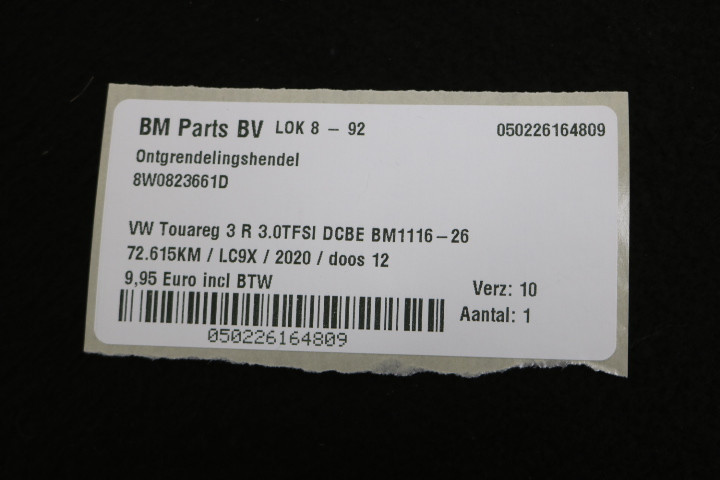 BM Parts BV LOK 8 - 92 050226164809
Ontgrendelingshendel
8W0823661D
VW Touareg 3 R 3.0TFSI DCBE BM1116-26
72.615KM / LC9X / 2020 / doos 12
9,95 Euro incl BTW
Verz: 10
Aantal: 1
050226164809